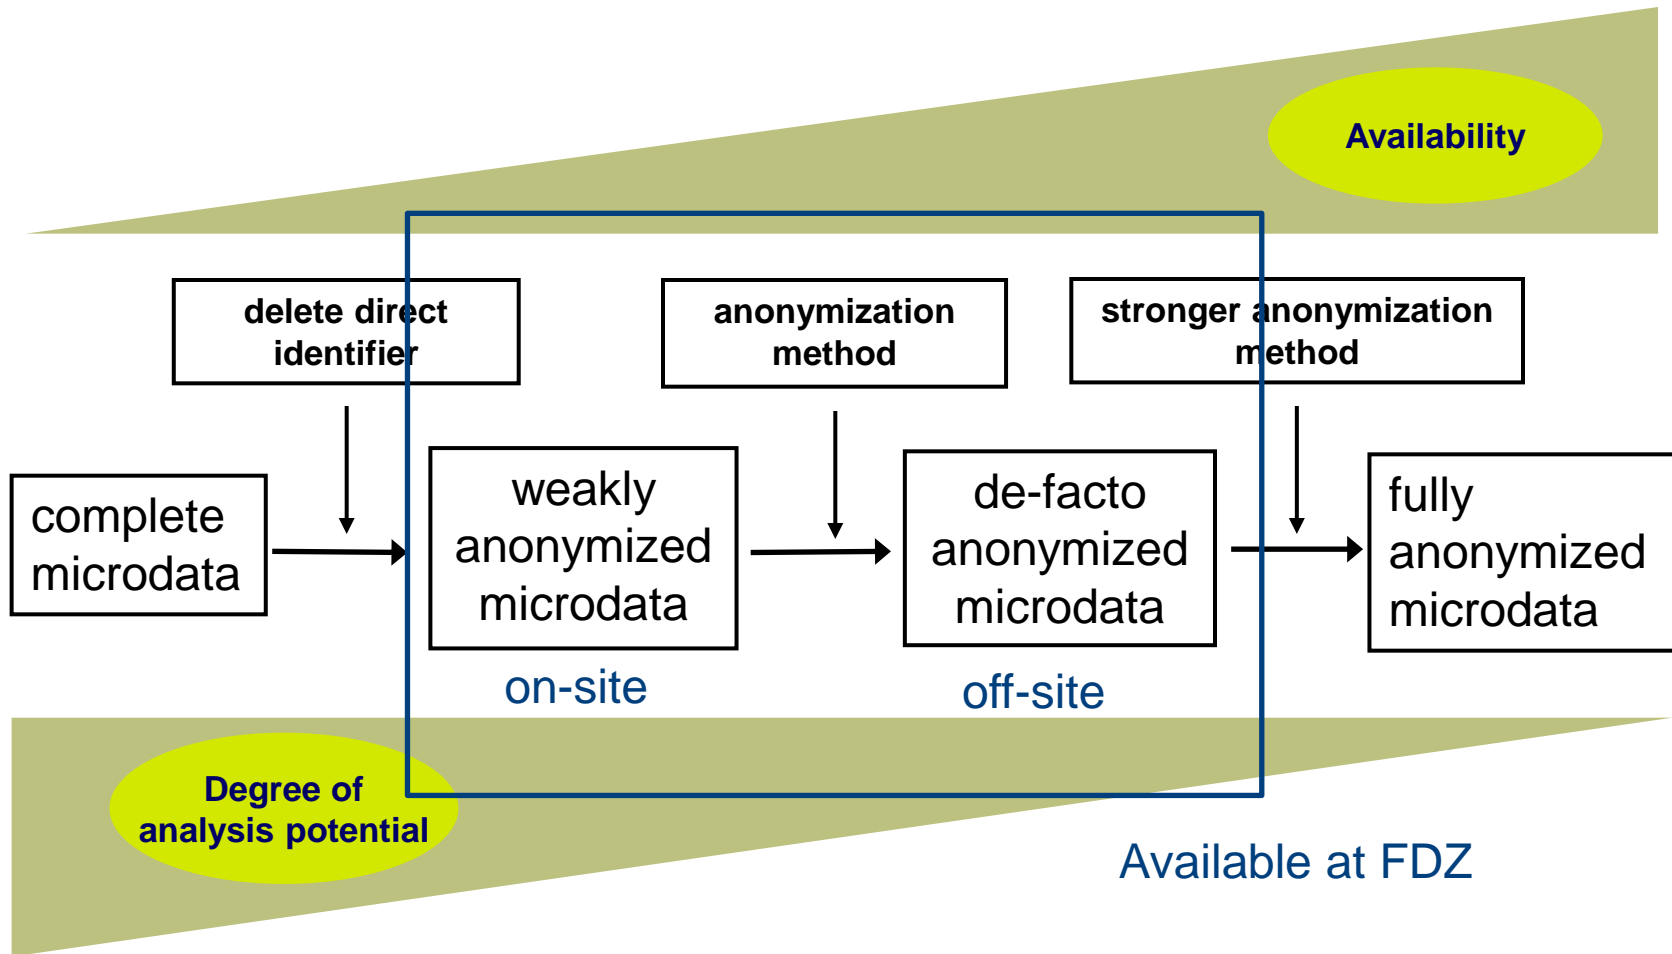 Availability
delete direct
identifier
anonymization
method
stronger anonymization
method
complete
microdata
weakly
anonymized
microdata
de-facto
anonymized
microdata
fully
anonymized
microdata
on-site
off-site
Degree of
analysis potential
Available at FDZ